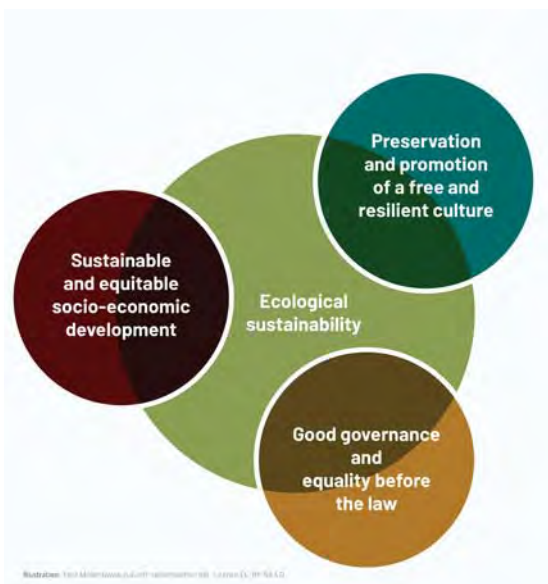 Preservation
and promotion
of a free and
resilient culture
Sustainable
and equitable
socio-economic
development
Ecological
sustainability
Good governance
and
equality before
the law
Illustration: